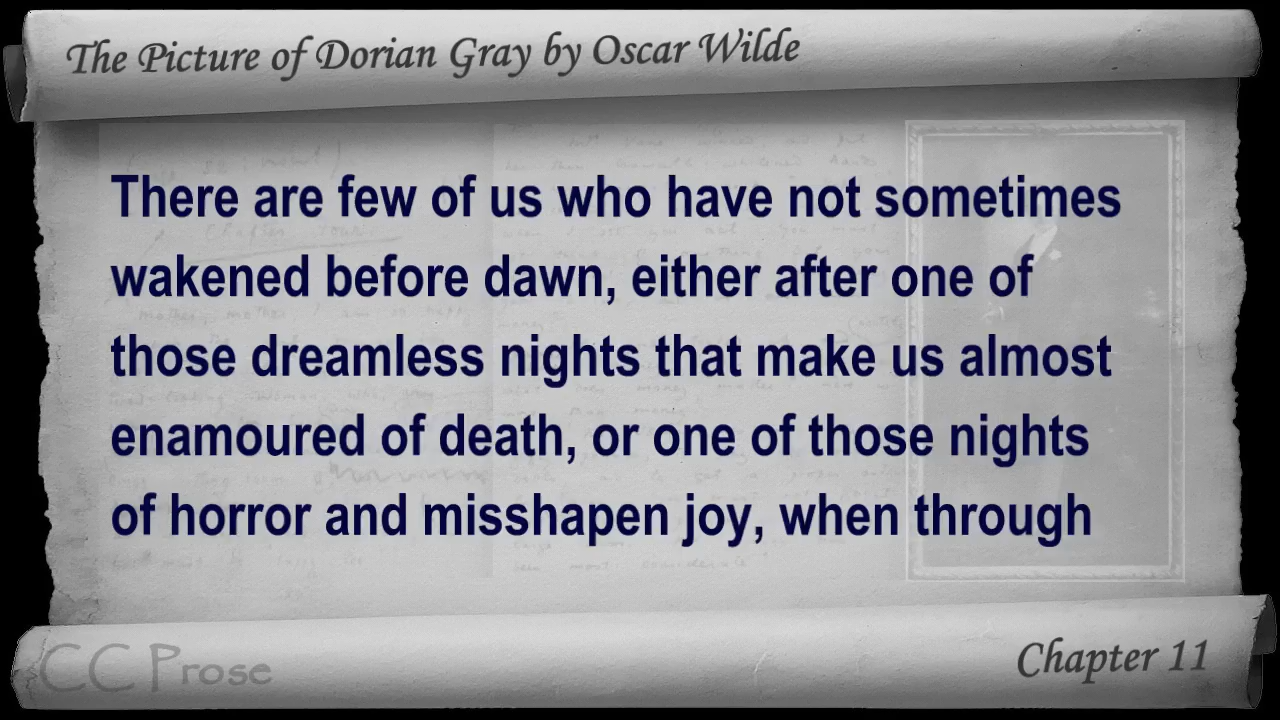 The Picture of Dorian Gray by Oscar Wilde
There are few of us who have not sometimes
wakened before dawn, either after one of
those dreamless nights that make us almost
enamoured of death, or one of those nights
of horror and misshapen joy, when through
CC Prose
Chapter 11